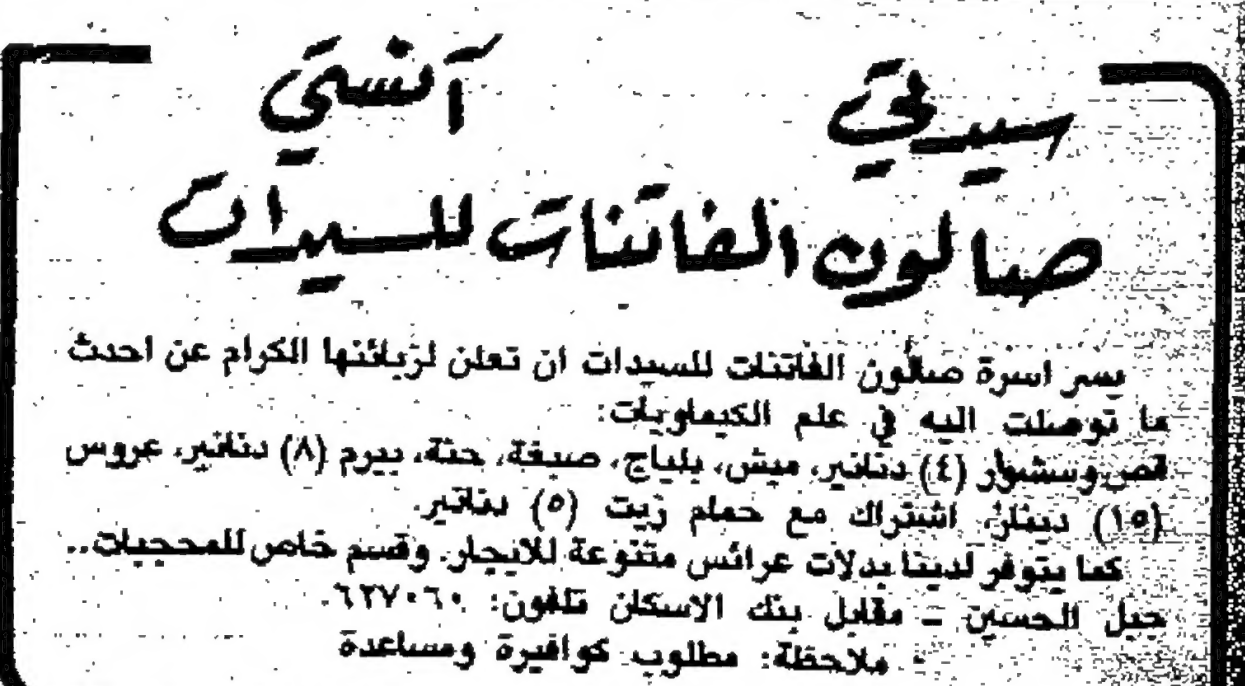 سيدتي آنستي
صالون الفاتنات للسيدات
يسر اسرة صالون الفاتنات للسيدات ان تعلن لزبائنها الكرام عن احدث
ما توصلت اليه في علم الكيماويات:
قص وسشوار (٤) دنانير، ميش، بلياج، صبغة، حنة، بيرم (٨) دنانير، عروس
(١٥) دينار، اشتراك مع حمام زيت (٥) دنانير.
كما يتوفر لدينا بدلات عرائس متنوعة للايجار. وقسم خاص للمحجبات..
جبل الحسين - مقابل بنك الاسكان تلفون: ٦٢٧٠٦٠.
- ملاحظة: مطلوب كوافيرة ومساعدة